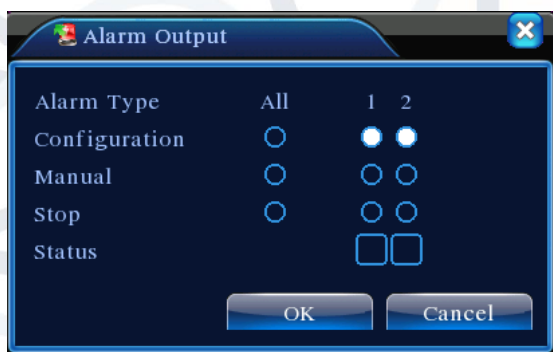 Alarm Output
Alarm Type All 1 2
Configuration
Manual
Stop
Status
OK Cancel